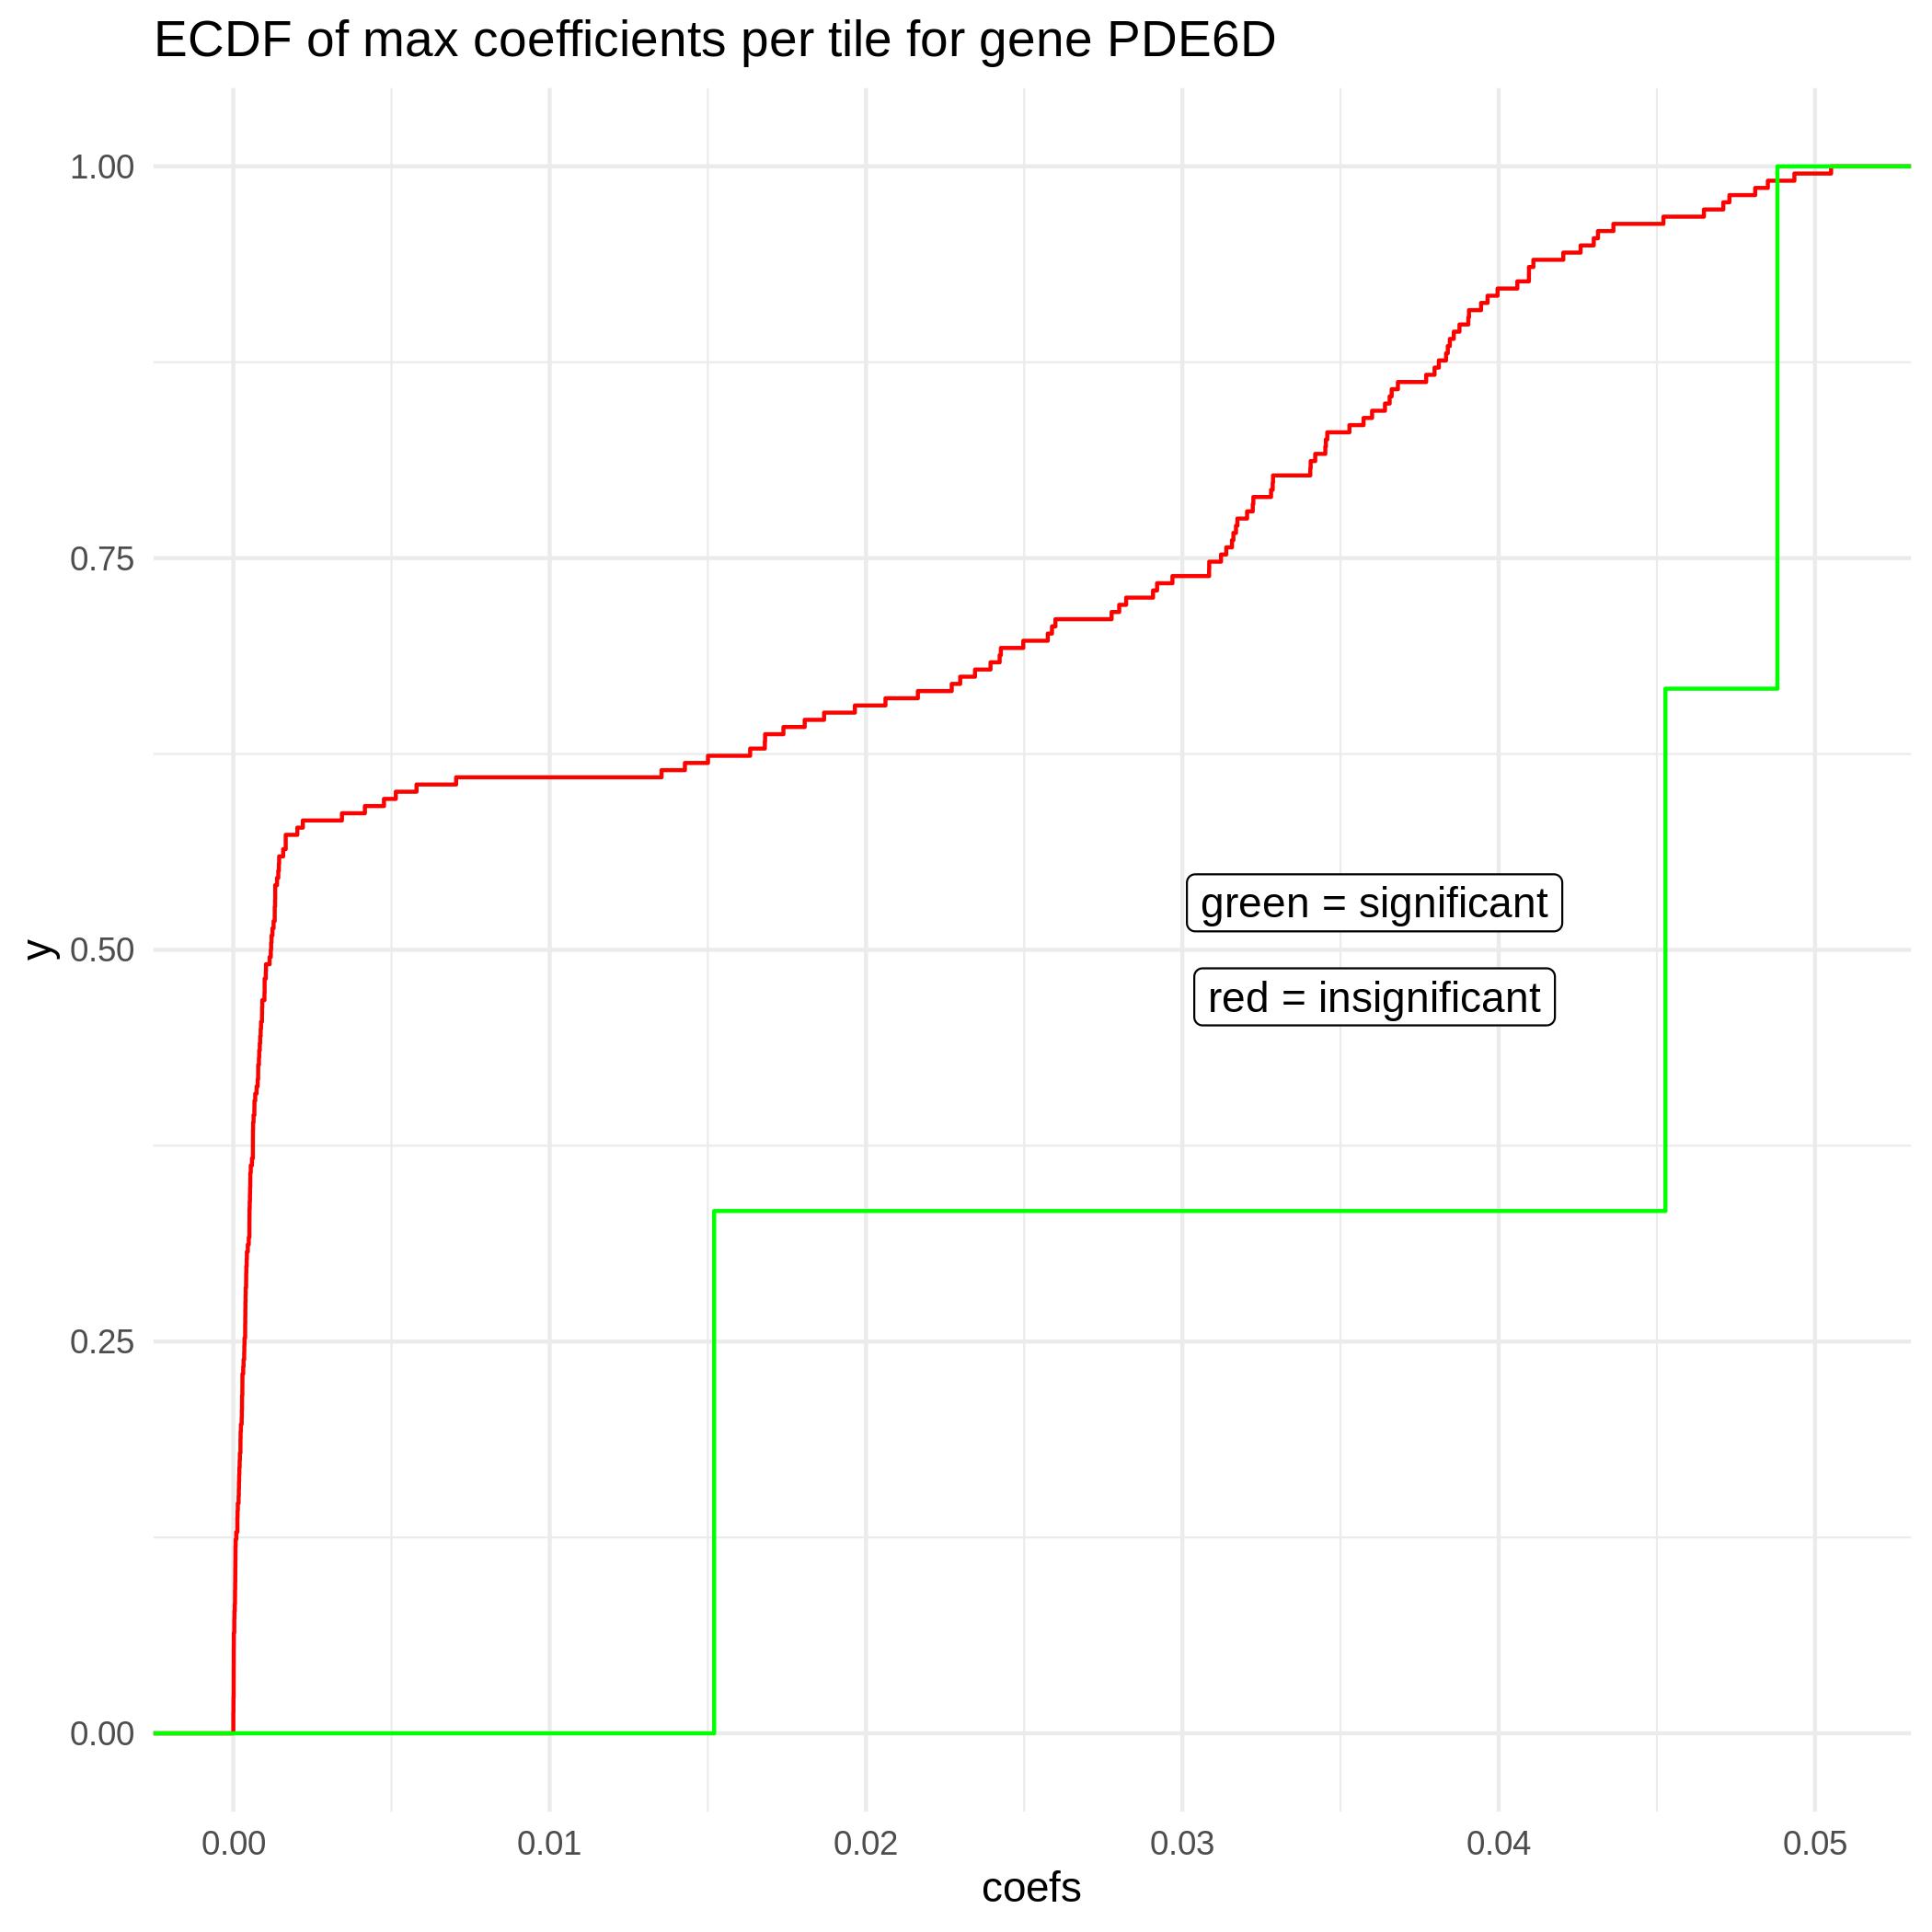 ECDF of max coefficients per tile for gene PDE6D
1.00
0.75
0.50
0.25
0.00
y
green = significant
red = insignificant
0.00 0.01 0.02 0.03 0.04 0.05
coefs